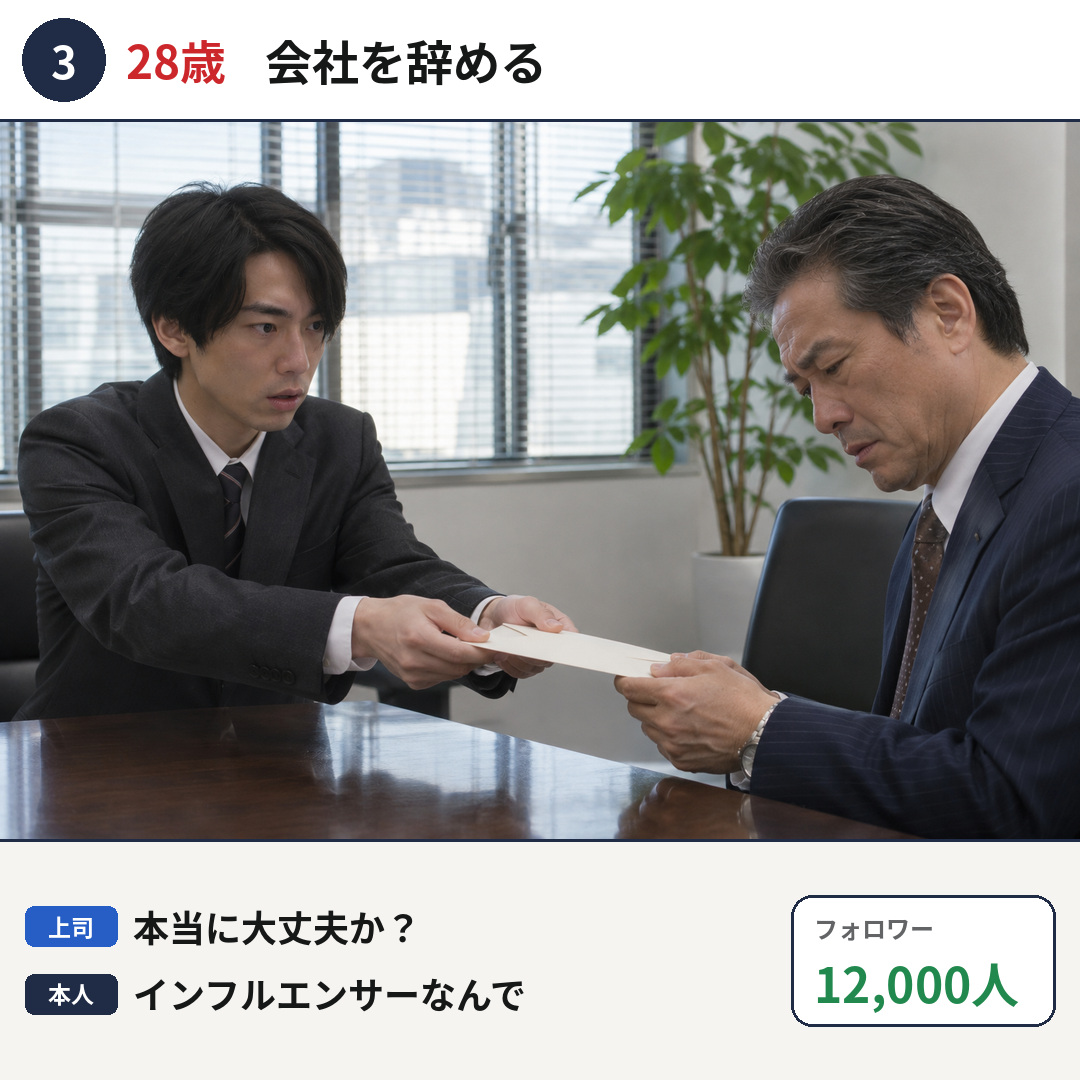 3
28歳 会社を辞める
上司 本当に大丈夫か?
本人 インフルエンサーなんで
フォロワー
12,000人